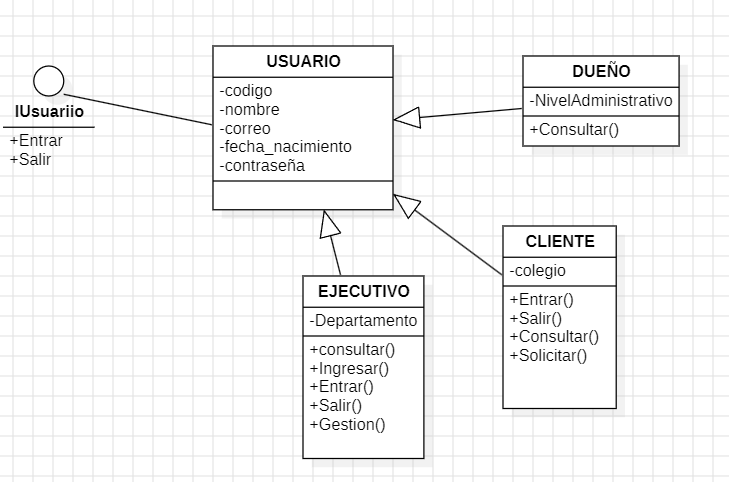 IUsuariio
+Entrar
+Salir
USUARIO
-codigo
-nombre
-correo
-fecha_nacimiento
-contraseña
DUEÑO
-NivelAdministrativo
+Consultar()
EJECUTIVO
-Departamento
+consultar()
+Ingresar()
+Entrar()
+Salir()
+Gestion()
CLIENTE
-colegio
+Entrar()
+Salir()
+Consultar()
+Solicitar()